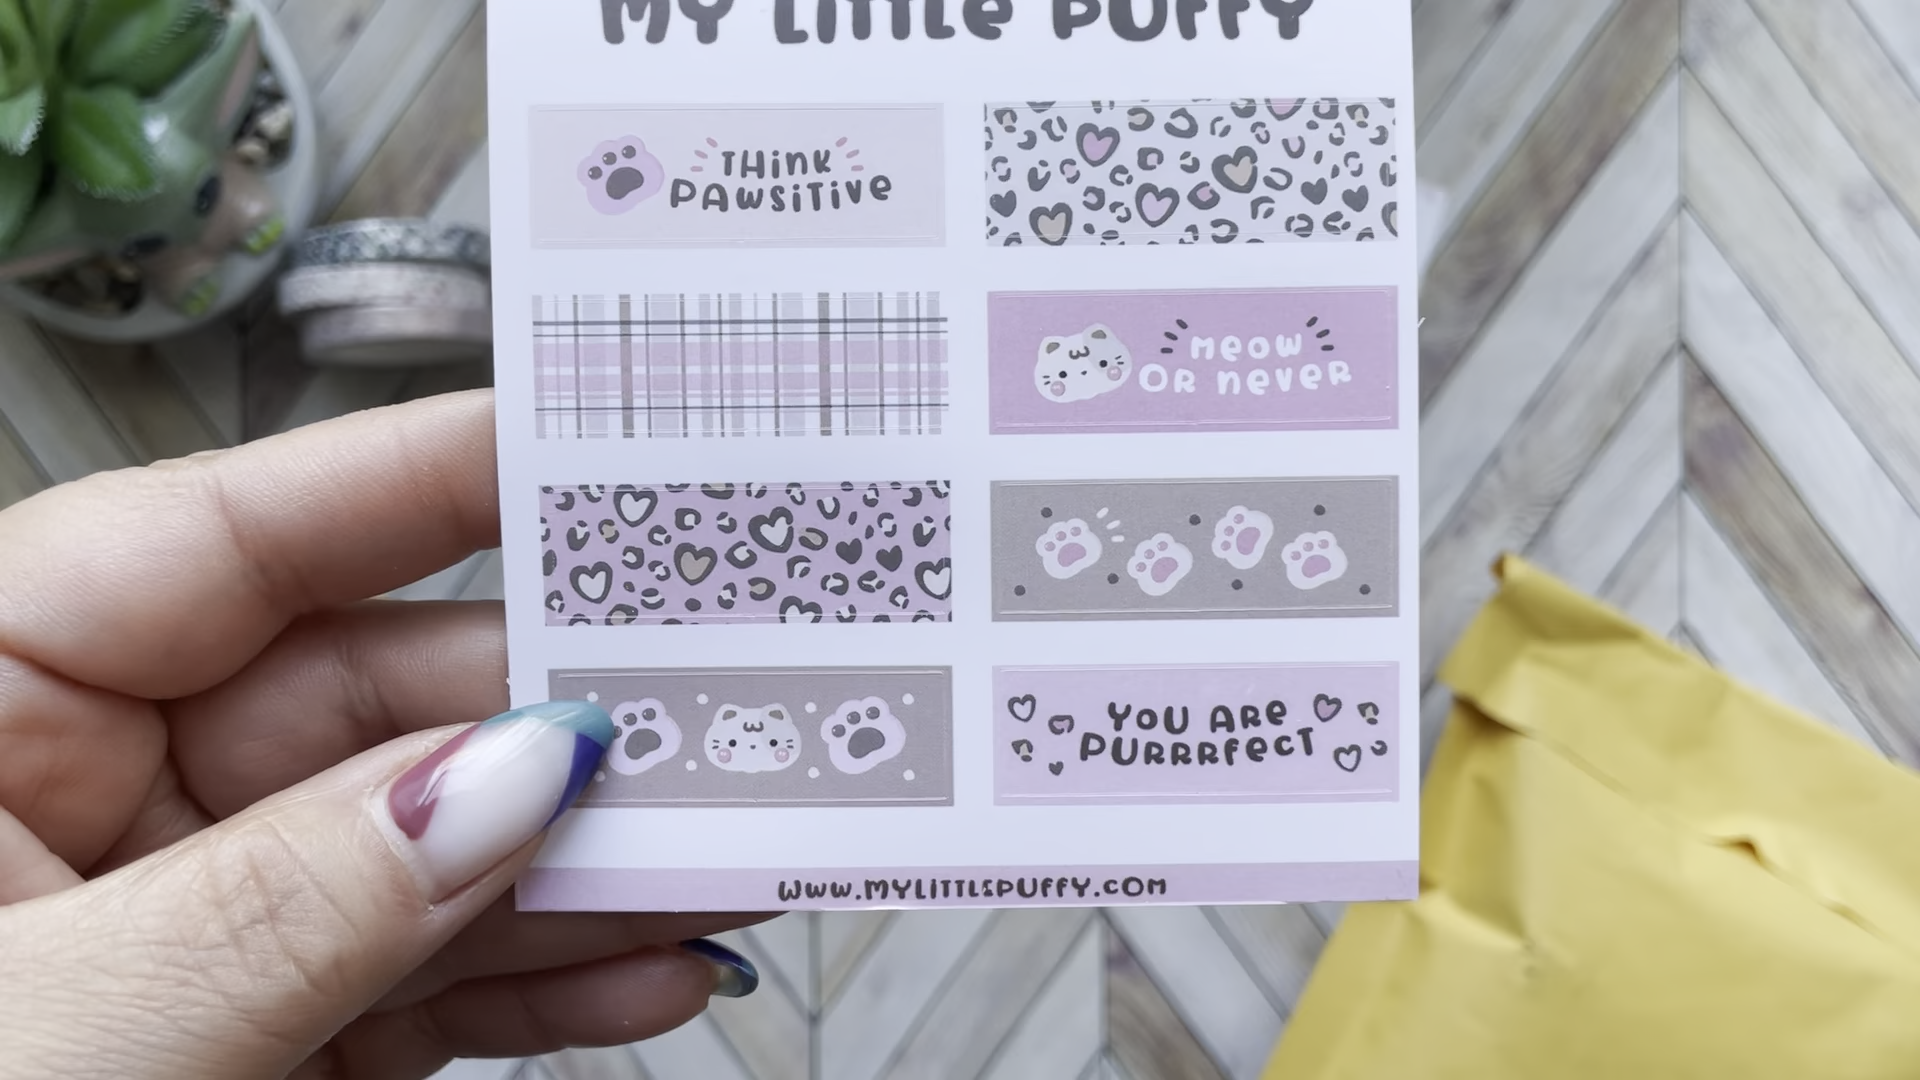 MY LiTTLE PUFFY
THink
PAWSiTiVe
meow
OR never
YOU ARe
PURRRfecT
www.MYLiTTLEPUFFY.COM